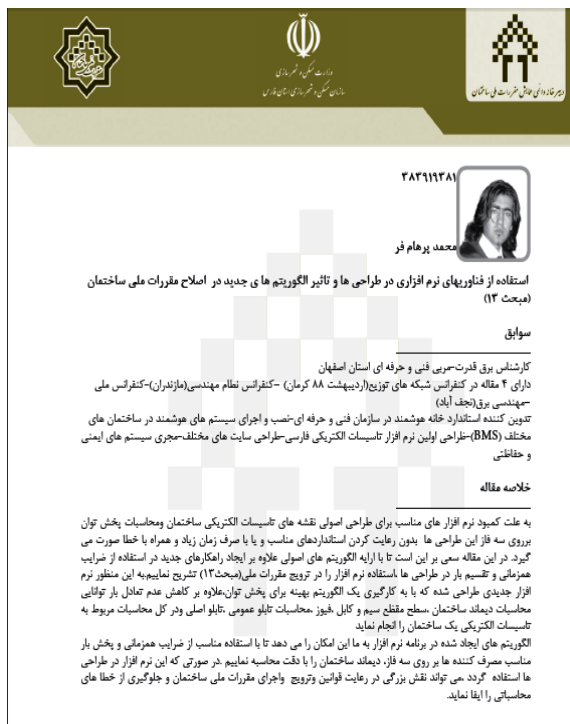 وزارت مسکن و شهرسازی
سازمان مسکن و شهرسازی استان فارس
دبیرخانه دائمی همایش مقررات ملی ساختمان
۳۸۳۹۱۹۳۸۱
محمد پرهام فر
استفاده از فناوریهای نرم افزاری در طراحی ها و تاثیر الگوریتم ها ی جدید در اصلاح مقررات ملی ساختمان
(مبحث ۱۳)
سوابق
کارشناس برق قدرت-مربی فنی و حرفه ای استان اصفهان
دارای ۴ مقاله در کنفرانس شبکه های توزیع(اردیبهشت ۸۸ کرمان) -کنفرانس نظام مهندسی(مازندران)-کنفرانس ملی
-مهندسی برق(نجف آباد)
تدوین کننده استاندارد خانه هوشمند در سازمان فنی و حرفه ای-نصب و اجرای سیستم های هوشمند در ساختمان های
مختلف (BMS)-طراحی اولین نرم افزار تاسیسات الکتریکی فارسی-طراحی سایت های مختلف-مجری سیستم های ایمنی
و حفاظتی
خلاصه مقاله
به علت کمبود نرم افزار های مناسب برای طراحی اصولی نقشه های تاسیسات الکتریکی ساختمان ومحاسبات پخش توان
برروی سه فاز این طراحی ها بدون رعایت کردن استانداردهای مناسب و یا با صرف زمان زیاد و همراه با خطا صورت می
گیرد. در این مقاله سعی بر این است تا با ارایه الگوریتم های اصولی علاوه بر ایجاد راهکارهای جدید در استفاده از ضرایب
همزمانی و تقسیم بار در طراحی ها ،استفاده نرم افزار را در ترویج مقررات ملی(مبحث۱۳) تشریح نماییم.به این منظور نرم
افزار جدیدی طراحی شده که با به کارگیری یک الگوریتم بهینه برای پخش توان،علاوه بر کاهش عدم تعادل بار توانایی
محاسبات دیماند ساختمان ،سطح مقطع سیم و کابل ،فیوز ،محاسبات تابلو عمومی ،تابلو اصلی ودر کل محاسبات مربوط به
تاسیسات الکتریکی یک ساختمان را انجام نماید
الگوریتم های ایجاد شده در برنامه نرم افزار به ما این امکان را می دهد تا با استفاده مناسب از ضرایب همزمانی و پخش بار
مناسب مصرف کننده ها بر روی سه فاز، دیماند ساختمان را با دقت محاسبه نماییم .در صورتی که این نرم افزار در طراحی
ها استفاده گردد ،می تواند نقش بزرگی در رعایت قوانین وترویج واجرای مقررات ملی ساختمان و جلوگیری از خطا های
محاسباتی را ایفا نماید.